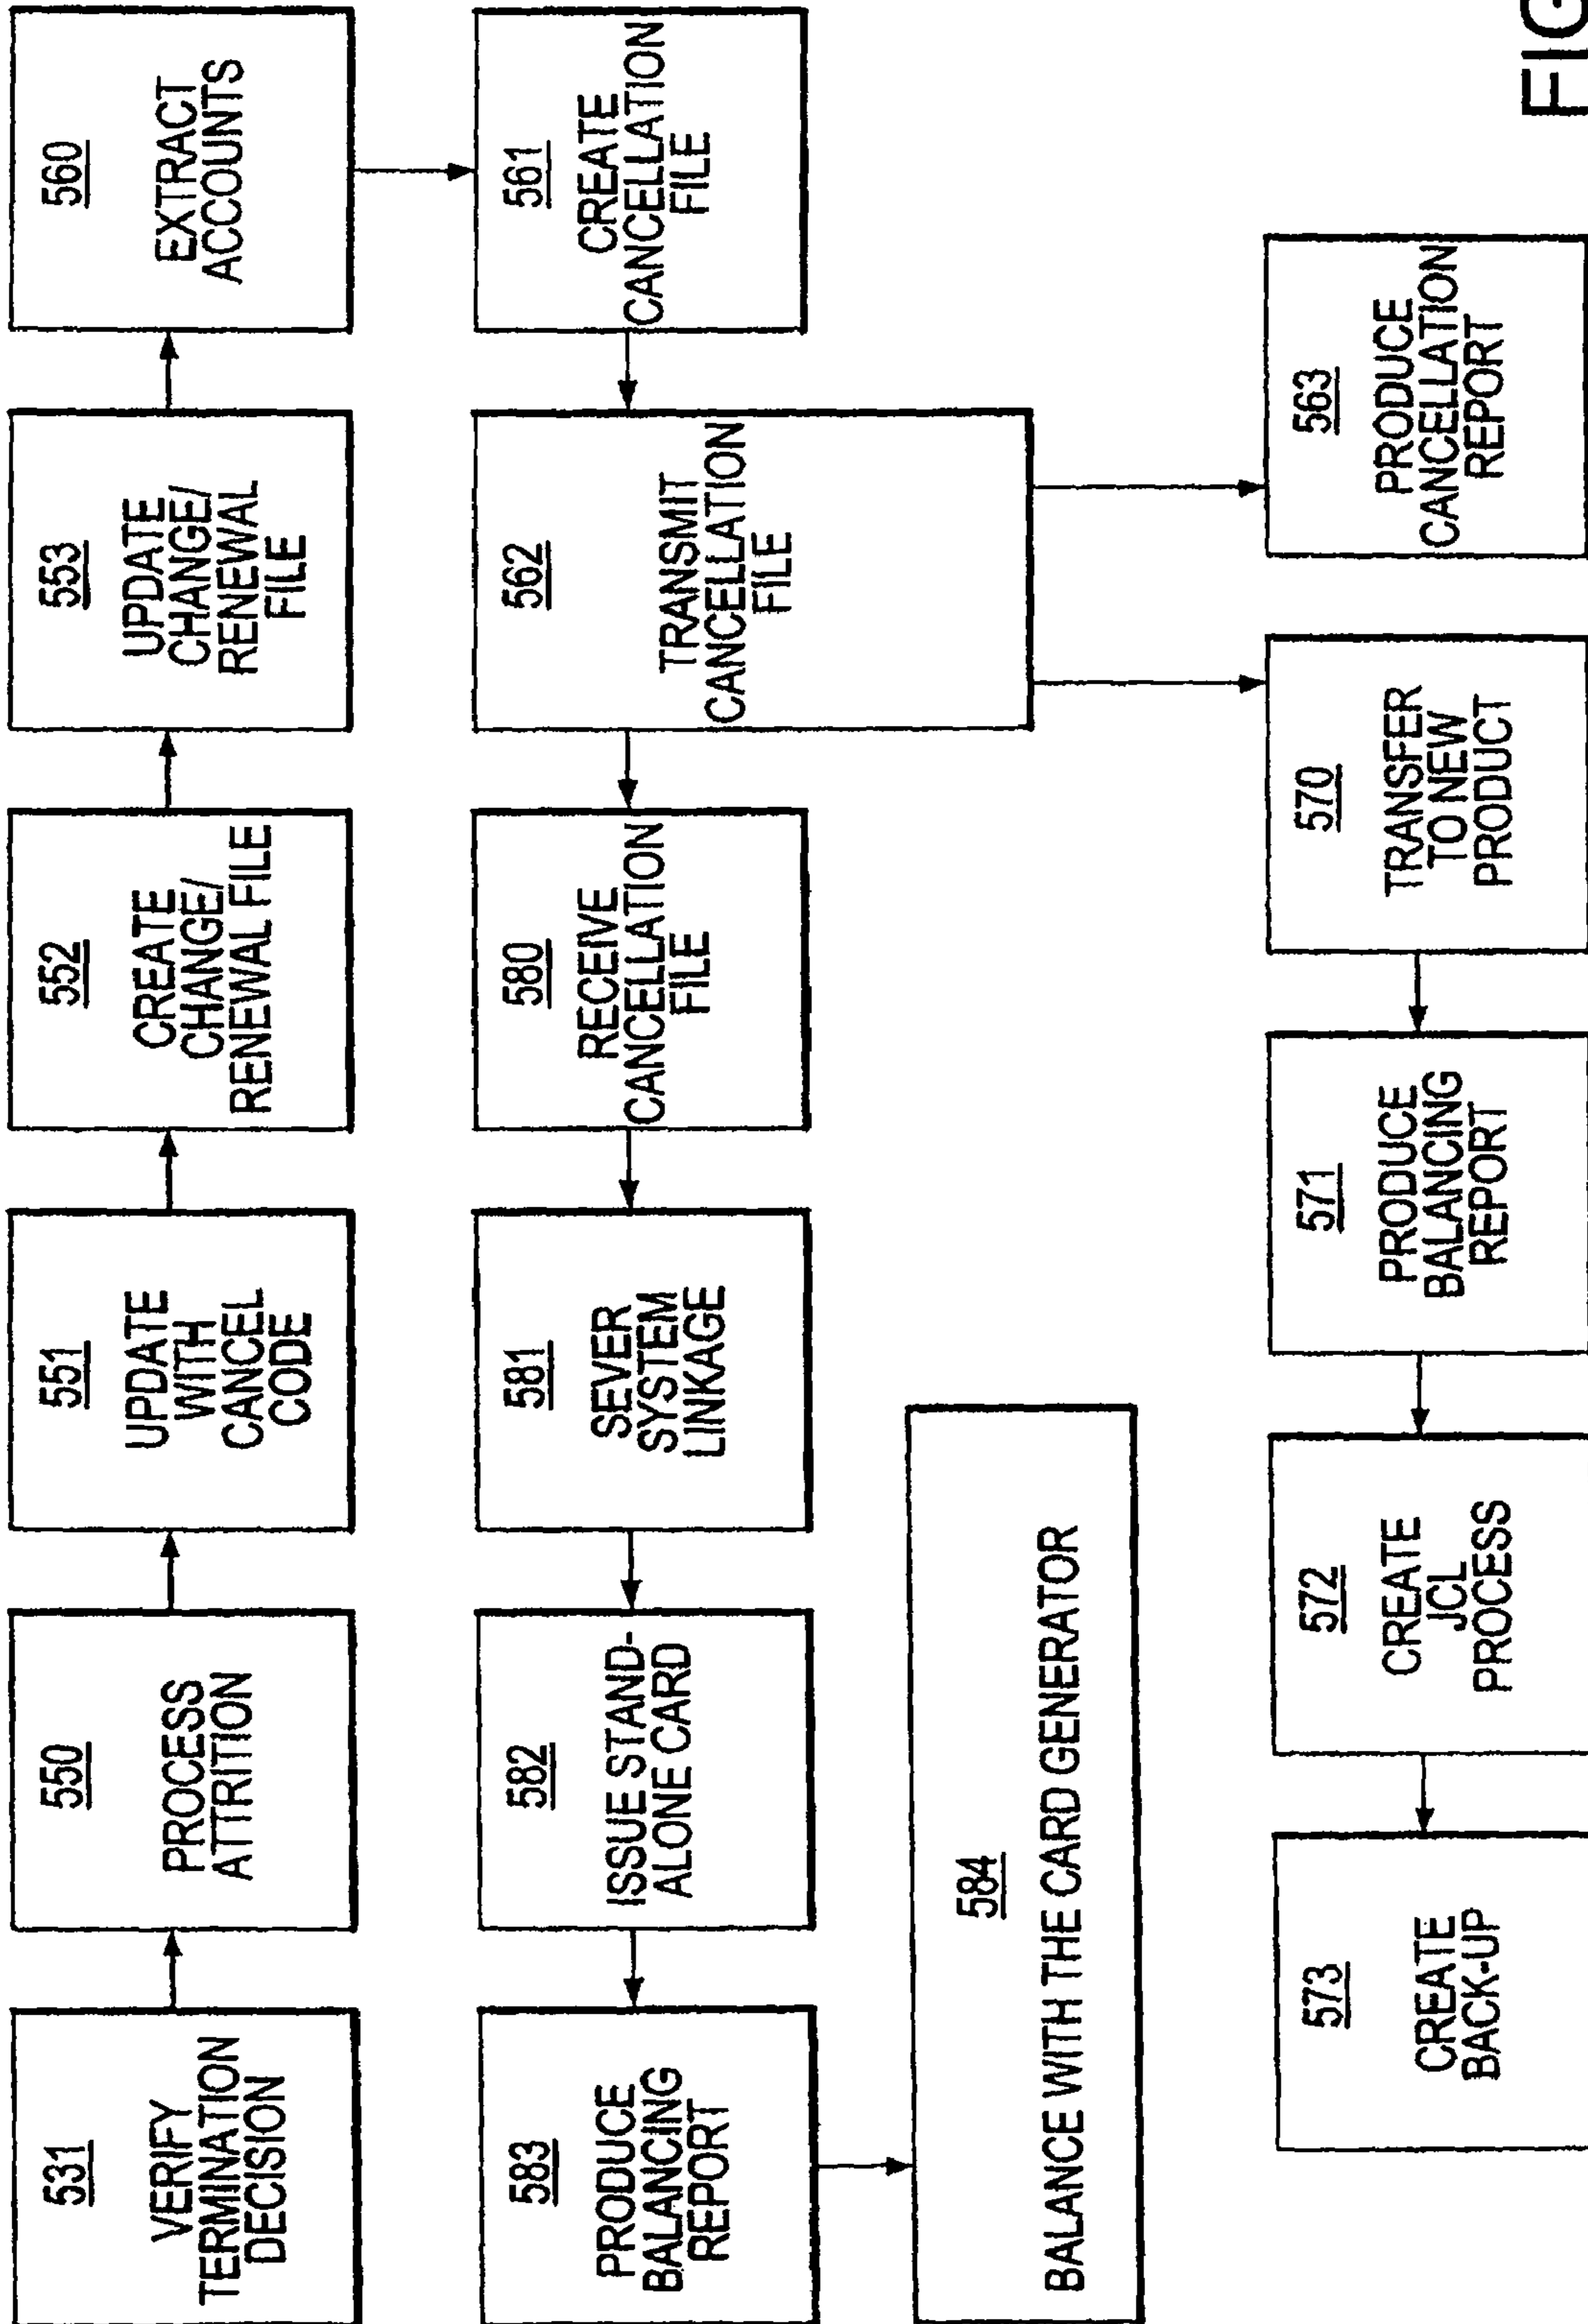 531
VERIFY
TERMINATION
DECISION
550
PROCESS
ATTRITION
551
UPDATE
WITH
CANCEL
CODE
552
CREATE
CHANGE/
RENEWAL FILE
553
UPDATE
CHANGE/
RENEWAL
FILE
560
EXTRACT
ACCOUNTS
561
CREATE
CANCELLATION
FILE
562
TRANSMIT
CANCELLATION
FILE
580
RECEIVE
CANCELLATION
FILE
581
SEVER
SYSTEM
LINKAGE
582
ISSUE STAND-
ALONE CARD
583
PRODUCE
BALANCING
REPORT
584
BALANCE WITH THE CARD GENERATOR
563
PRODUCE
CANCELLATION
REPORT
570
TRANSFER
TO NEW
PRODUCT
571
PRODUCE
BALANCING
REPORT
572
CREATE
JCL
PROCESS
573
CREATE
BACK-UP
FIG